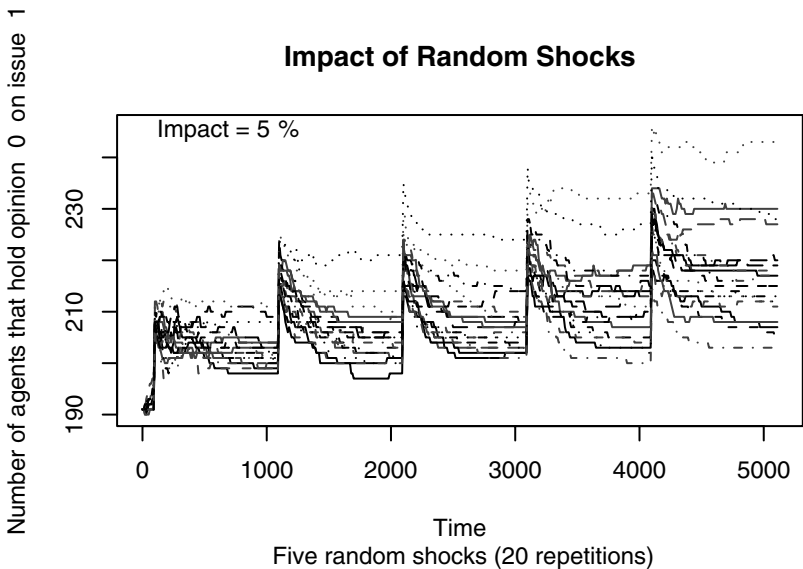 Impact of Random Shocks
Number of agents that hold opinion 0 on issue 1
Impact = 5 %
230
210
190
0 1000 2000 3000 4000 5000
Time
Five random shocks (20 repetitions)